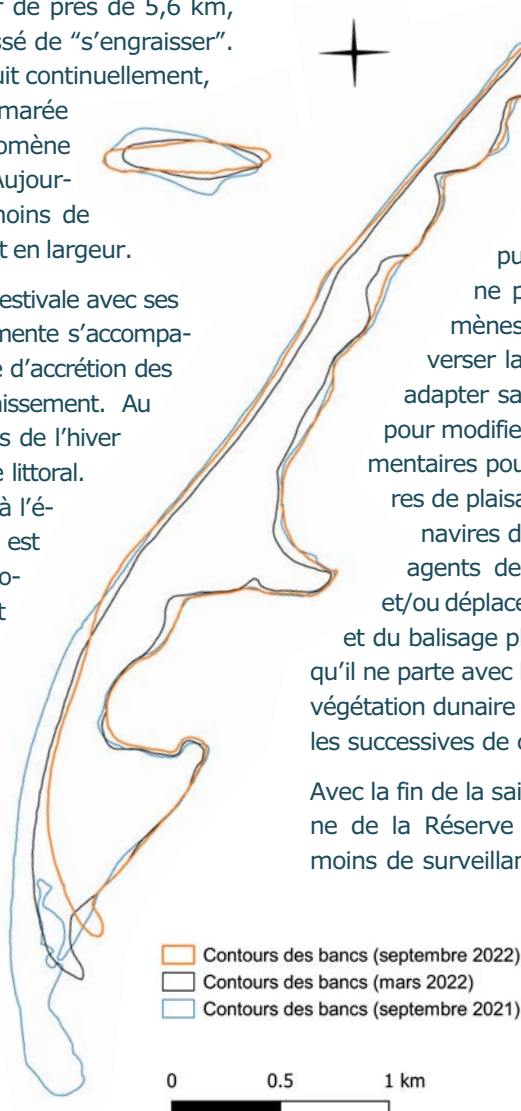 r de près de 5,6 km,
ssé de “s’engraisser”.
uit continuellement,
marée
omène
Aujour-
moins de
t en largeur.
estivale avec ses
mente s’accompa-
e d’accrétion des
issement. Au
s de l’hiver
e littoral.
à l’é-
est
o-
t
pu
ne p
mènes
verser la
adapter sa
pour modifie
mentaires pou
res de plaisa
navires d
agents de
et/ou déplace
et du balisage pl
qu’il ne parte avec l
végétation dunaire
les successives de c
Avec la fin de la sai
ne de la Réserve
moins de surveillan
Contours des bancs (septembre 2022)
Contours des bancs (mars 2022)
Contours des bancs (septembre 2021)
0 0.5 1 km